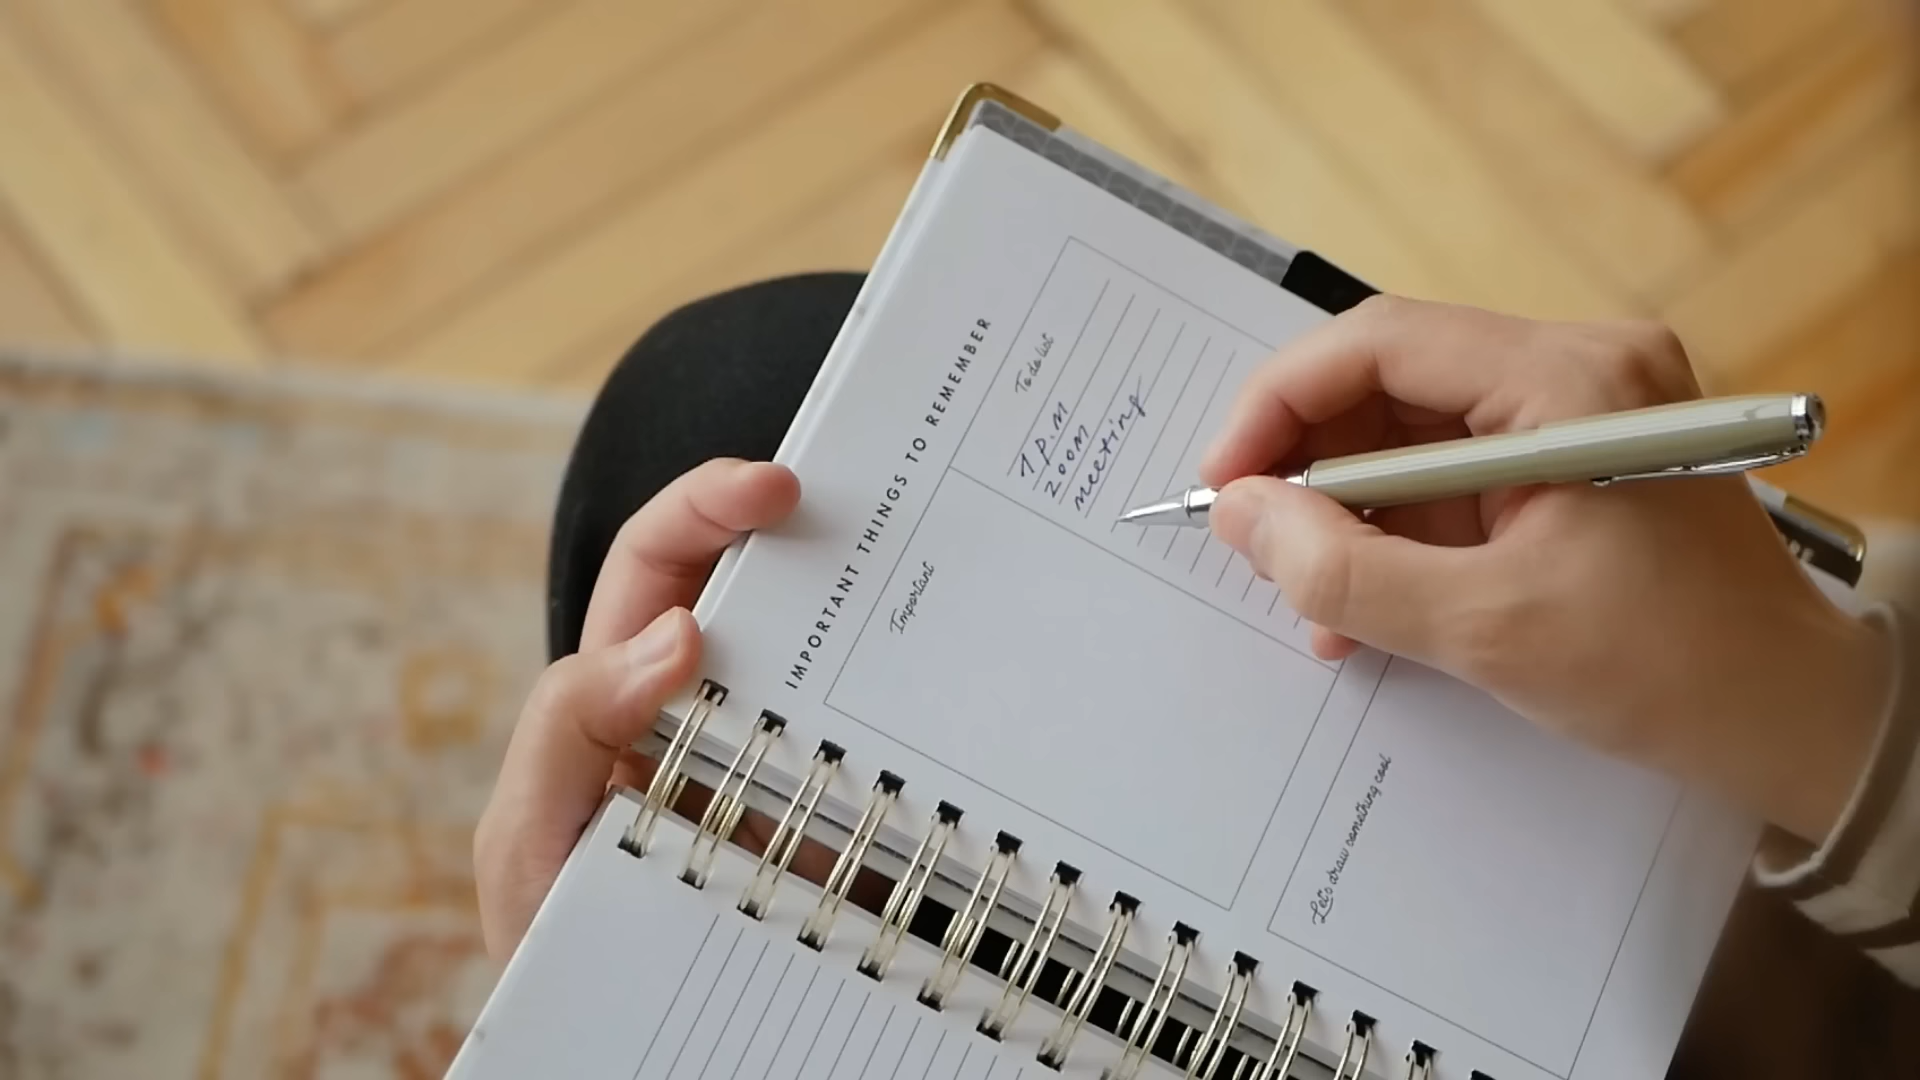 IMPORTANT THINGS TO REMEMBER
To do list
1 P.M
ZOOM
meeting
Important
Let's draw something cool